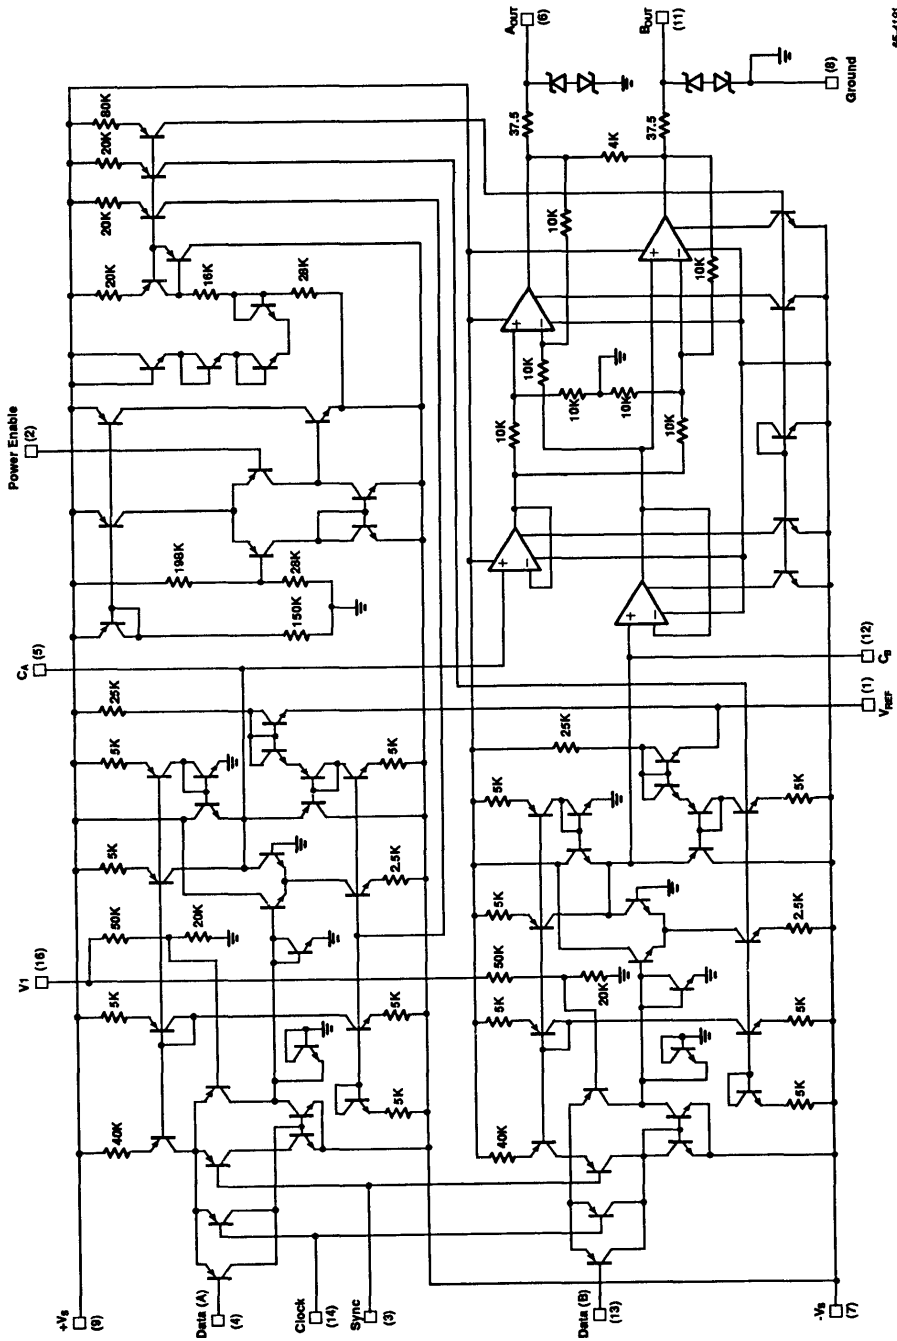 Power Enable
(2)
V1
(16)
CA
(5)
+VS
(9)
40K
5K
50K
5K
5K
25K
198K
20K
20K
20K
80K
20K
16K
28K
150K
28K
Data (A)
(4)
Clock
(14)
Sync
(3)
5K
5K
2.5K
5K
40K
5K
50K
5K
5K
25K
20K
10K
10K
10K
10K
10K
10K
10K
10K
4K
37.5
37.5
+
−
+
−
+
−
+
−
AOUT
(6)
BOUT
(11)
Data (B)
(13)
5K
5K
2.5K
5K
-VS
(7)
VREF
(1)
CB
(12)
Ground
(8)